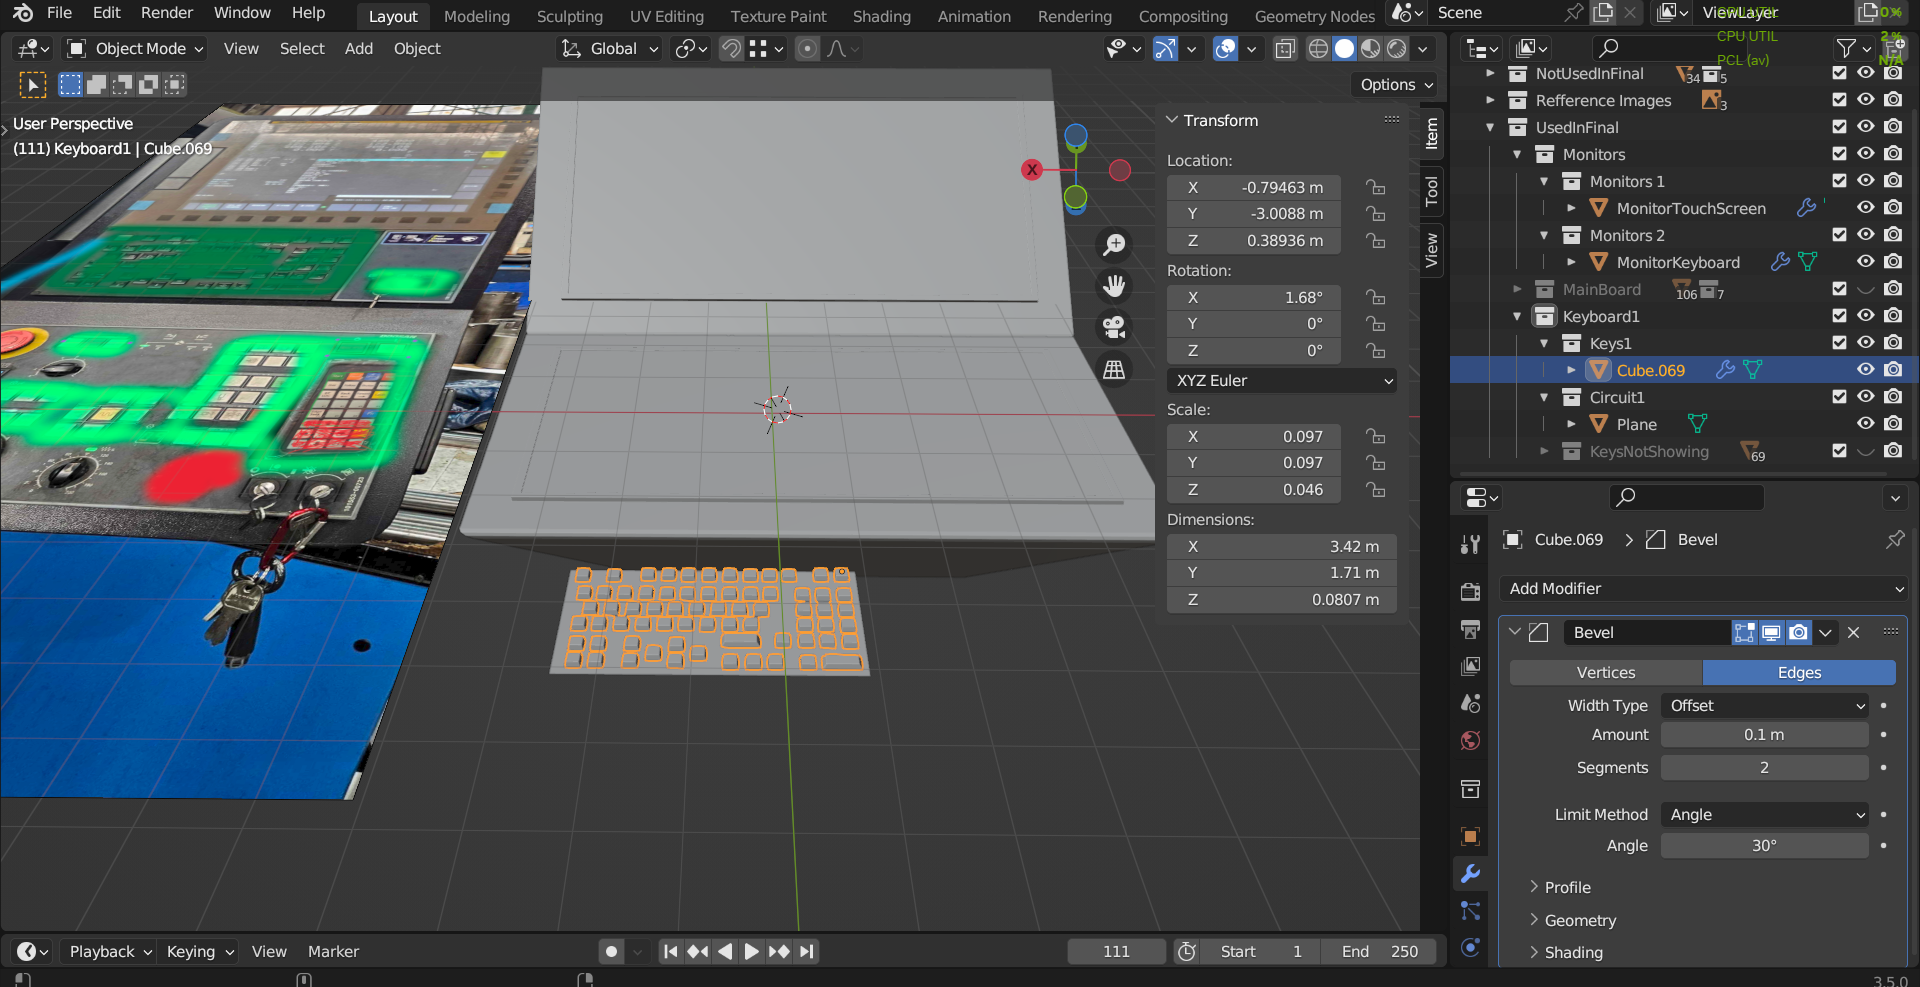 File Edit Render Window Help
Layout Modeling Sculpting UV Editing Texture Paint Shading Animation Rendering Compositing Geometry Nodes
Scene
ViewLayer
0%
CPU UTIL
2%
PCL (av)
N/A
Object Mode View Select Add Object
Global
Options
User Perspective
(111) Keyboard1 | Cube.069
X
Item
Tool
View
Transform
Location:
X -0.79463 m
Y -3.0088 m
Z 0.38936 m
Rotation:
X 1.68°
Y 0°
Z 0°
XYZ Euler
Scale:
X 0.097
Y 0.097
Z 0.046
Dimensions:
X 3.42 m
Y 1.71 m
Z 0.0807 m
NotUsedInFinal 34 5
Refference Images 3
UsedInFinal
Monitors
Monitors 1
MonitorTouchScreen
Monitors 2
MonitorKeyboard
MainBoard 106 7
Keyboard1
Keys1
Cube.069
Circuit1
Plane
KeysNotShowing 69
Cube.069 Bevel
Add Modifier
Bevel
Vertices Edges
Width Type Offset
Amount 0.1 m
Segments 2
Limit Method Angle
Angle 30°
Profile
Geometry
Shading
Playback Keying View Marker
111 Start 1 End 250
3.5.0